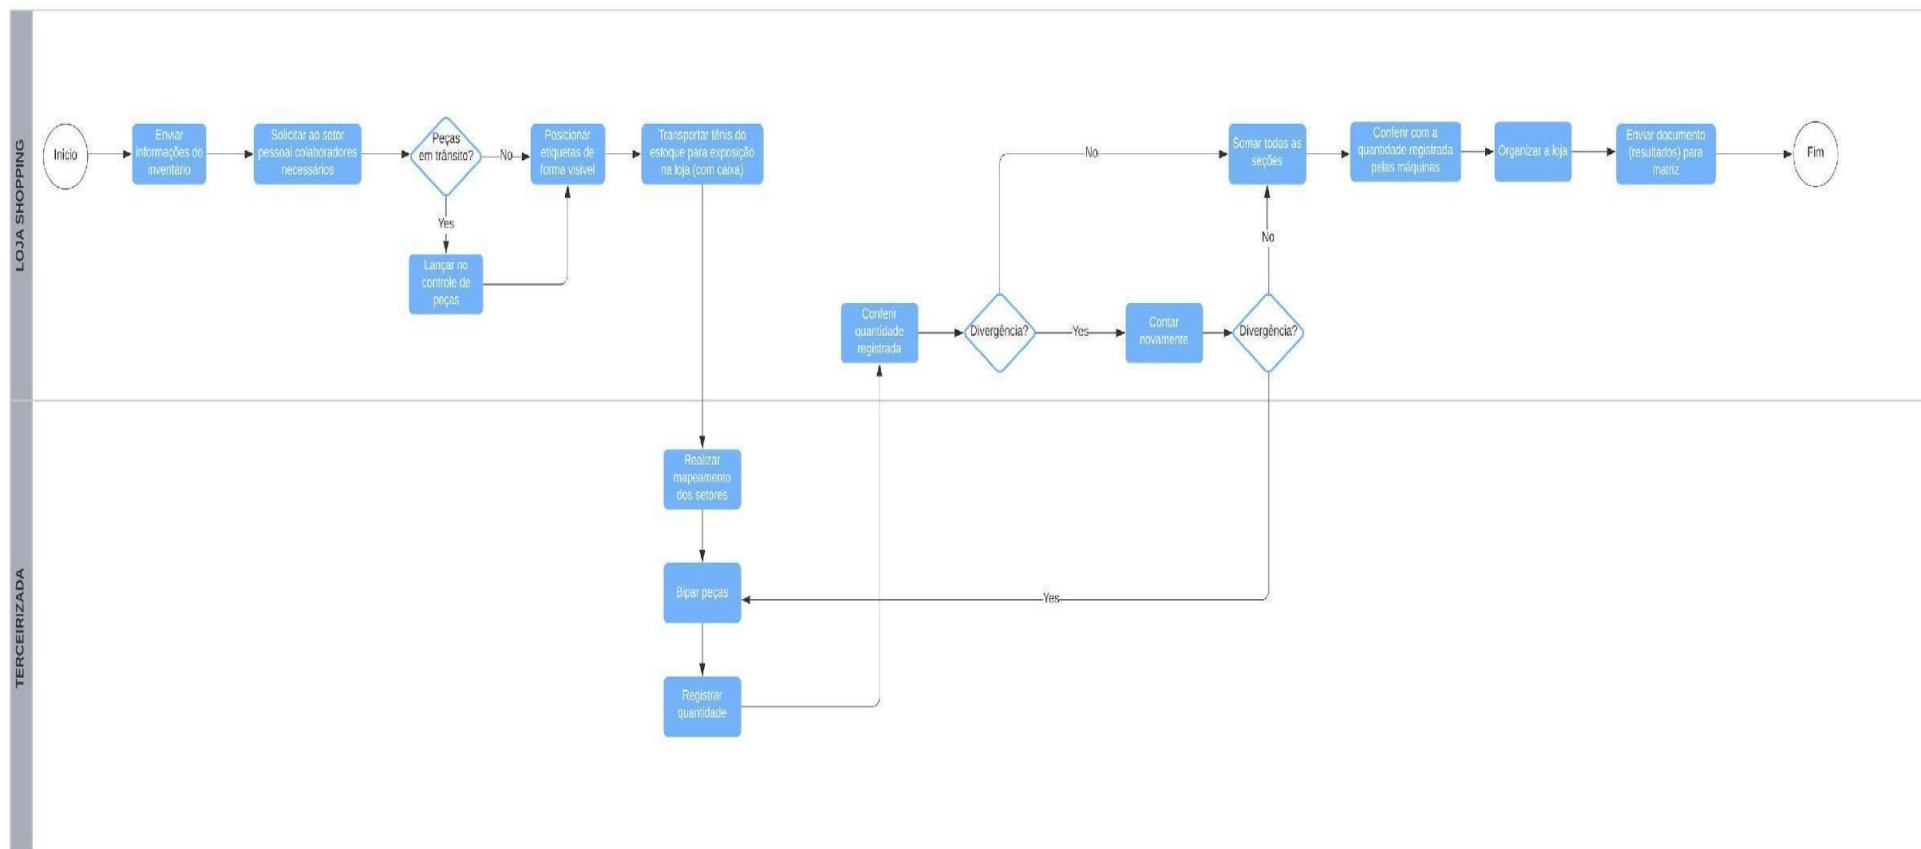 LOJA SHOPPING
Inicio
Enviar
informações do
inventário
Solicitar ao setor
pessoal colaboradores
necessários
Peças
em trânsito?
No
Yes
Lançar no
controle de
peças
Posicionar
etiquetas de
forma visível
Transportar tênis do
estoque para exposição
na loja (com caixa)
Conferir
quantidade
registrada
Divergência?
No
Yes
Contar
novamente
Divergência?
No
Yes
Somar todas as
seções
Conferir com a
quantidade registrada
pelas máquinas
Organizar a loja
Enviar documento
(resultados) para
matriz
Fim
TERCEIRIZADA
Realizar
mapeamento
dos setores
Bipar peças
Registrar
quantidade